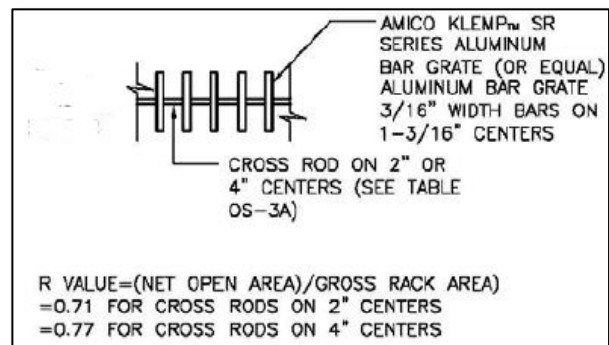 AMICO KLEMP™ SR
SERIES ALUMINUM
BAR GRATE (OR EQUAL)
ALUMINUM BAR GRATE
3/16" WIDTH BARS ON
1-3/16" CENTERS
CROSS ROD ON 2" OR
4" CENTERS (SEE TABLE
OS-3A)
R VALUE=(NET OPEN AREA)/GROSS RACK AREA)
=0.71 FOR CROSS RODS ON 2" CENTERS
=0.77 FOR CROSS RODS ON 4" CENTERS